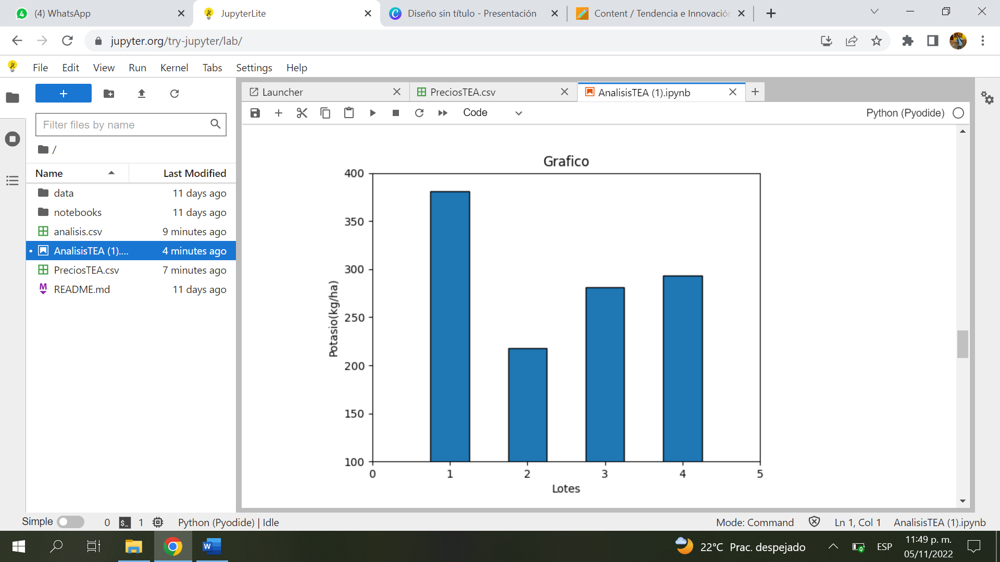 (4) WhatsApp
JupyterLite
Diseño sin título - Presentación
Content / Tendencia e Innovación
jupyter.org/try-jupyter/lab/
File Edit View Run Kernel Tabs Settings Help
Launcher
PreciosTEA.csv
AnalisisTEA (1).ipynb
Filter files by name
Code
Python (Pyodide)
/
Name Last Modified
data 11 days ago
notebooks 11 days ago
analisis.csv 9 minutes ago
AnalisisTEA (1).... 4 minutes ago
PreciosTEA.csv 7 minutes ago
README.md 11 days ago
Grafico
400
350
300
250
200
150
100
Potasio(kg/ha)
0 1 2 3 4 5
Lotes
Simple 0 1 Python (Pyodide) | Idle
Mode: Command Ln 1, Col 1 AnalisisTEA (1).ipynb
22°C Prac. despejado
ESP
11:49 p. m.
05/11/2022